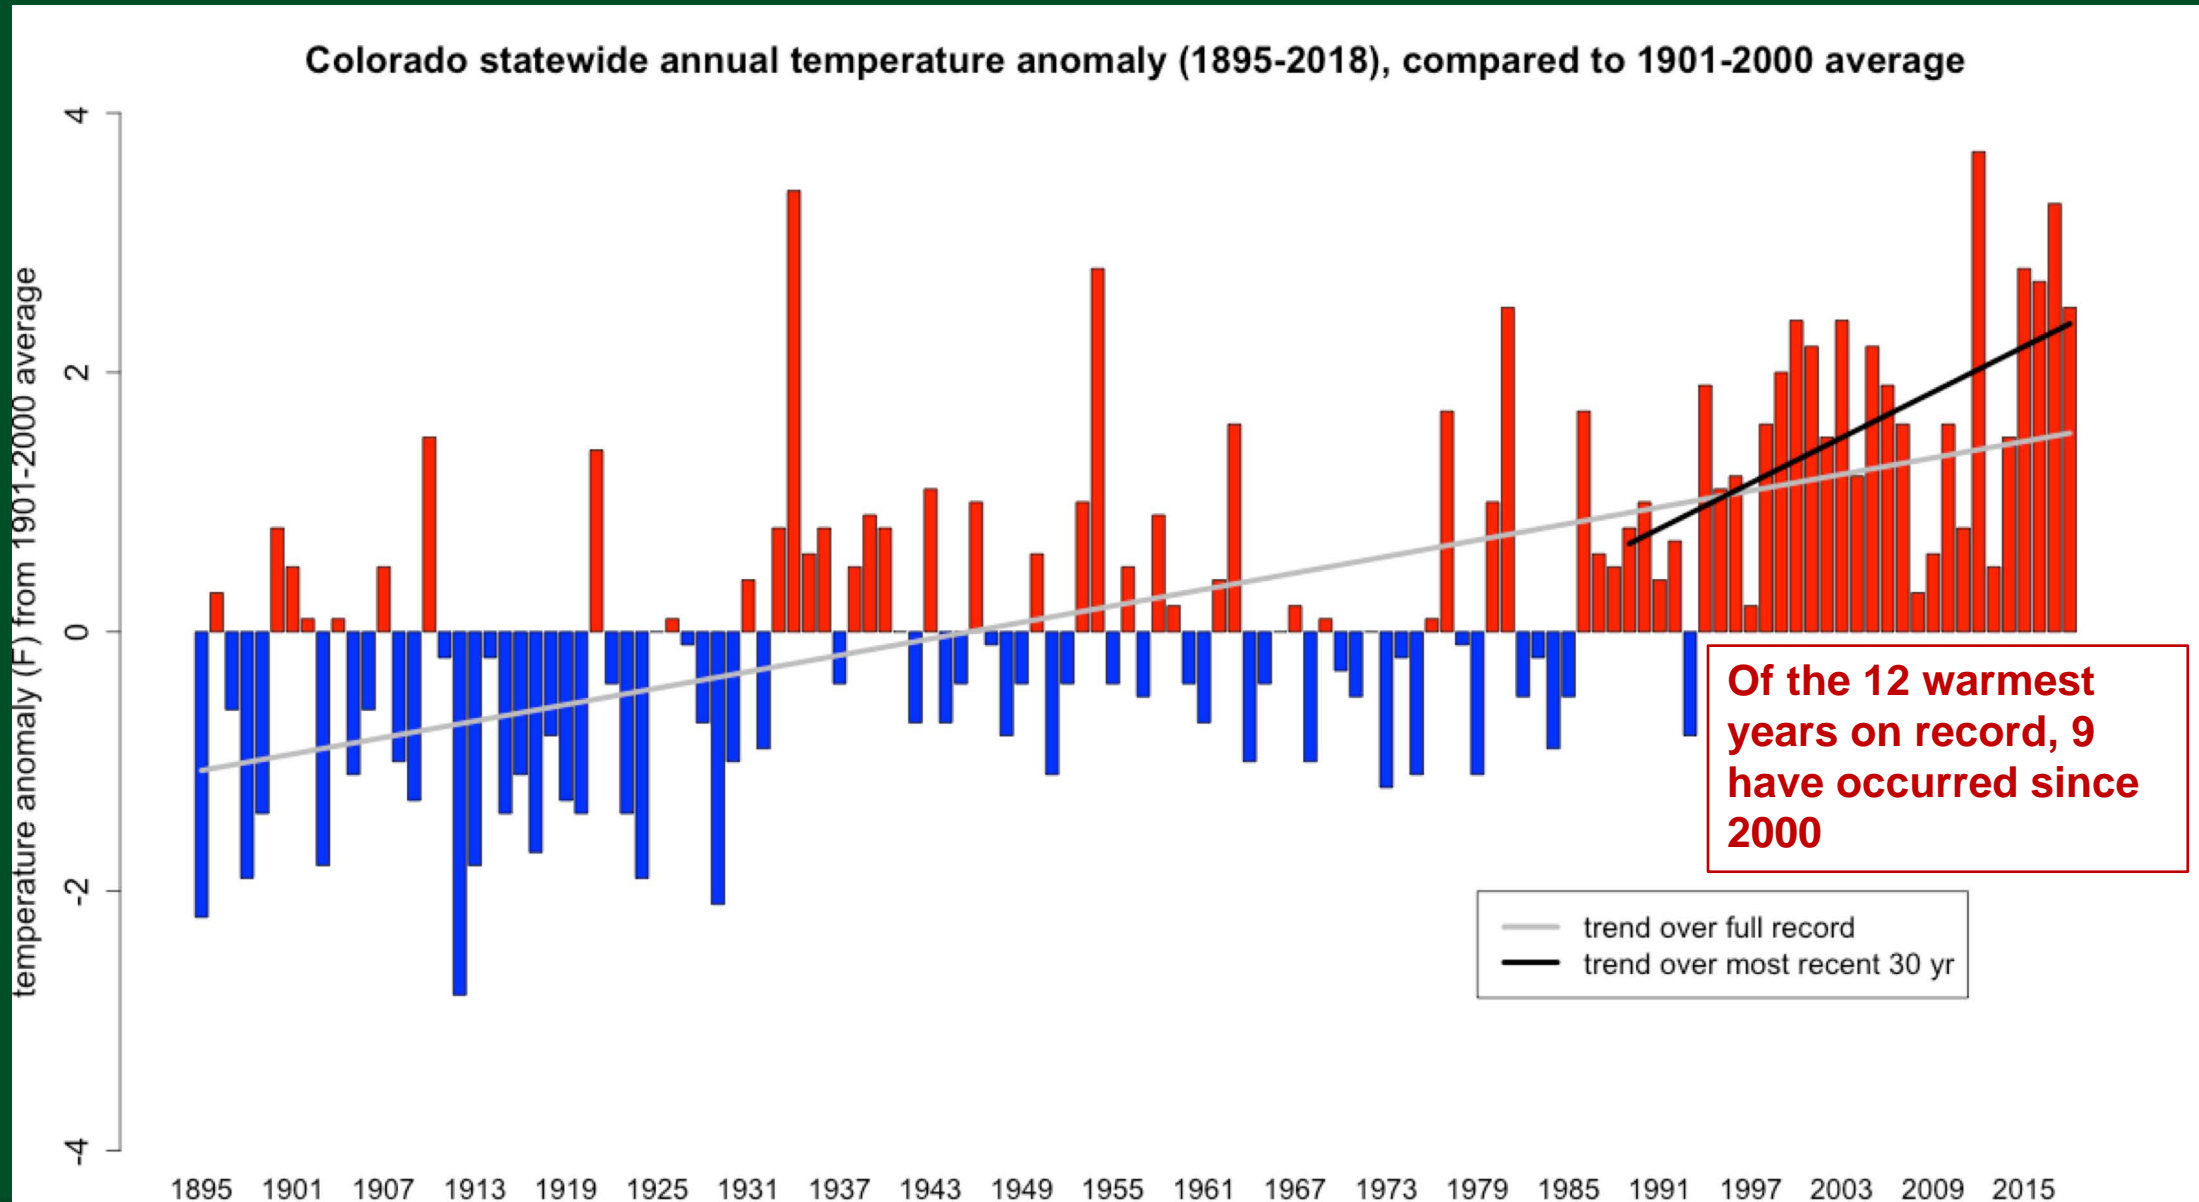 Colorado statewide annual temperature anomaly (1895-2018), compared to 1901-2000 average
temperature anomaly (F) from 1901-2000 average
4
2
0
-2
-4
Of the 12 warmest
years on record, 9
have occurred since
2000
trend over full record
trend over most recent 30 yr
1895 1901 1907 1913 1919 1925 1931 1937 1943 1949 1955 1961 1967 1973 1979 1985 1991 1997 2003 2009 2015